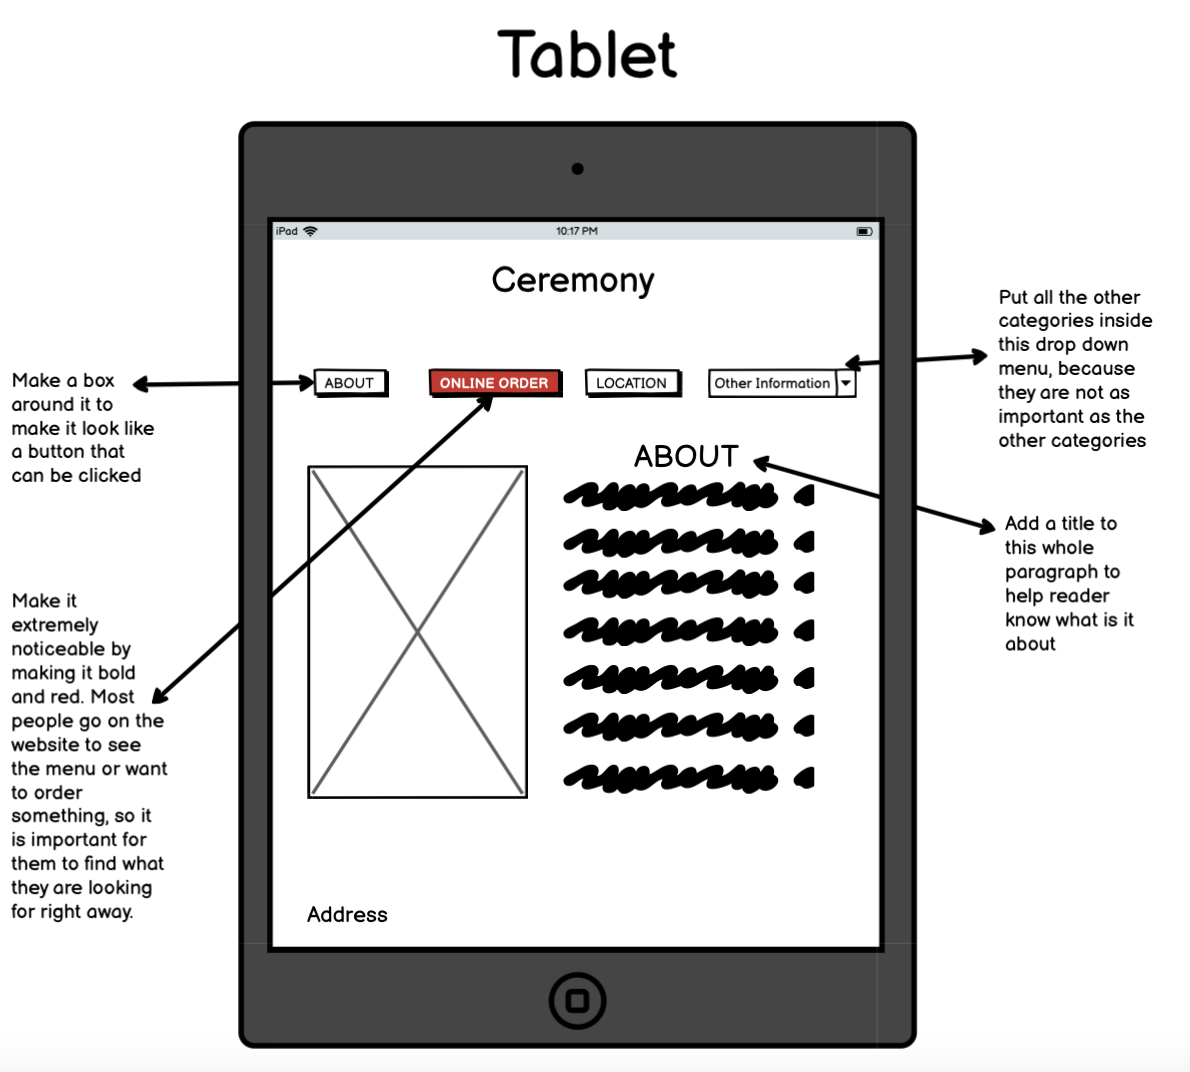 Tablet
iPad
10:17 PM
Ceremony
ABOUT
ONLINE ORDER
LOCATION
Other Information
Make a box
around it to
make it look like
a button that
can be clicked
Put all the other
categories inside
this drop down
menu, because
they are not as
important as the
other categories
ABOUT
Add a title to
this whole
paragraph to
help reader
know what is it
about
Make it
extremely
noticeable by
making it bold
and red. Most
people go on the
website to see
the menu or want
to order
something, so it
is important for
them to find what
they are looking
for right away.
Address